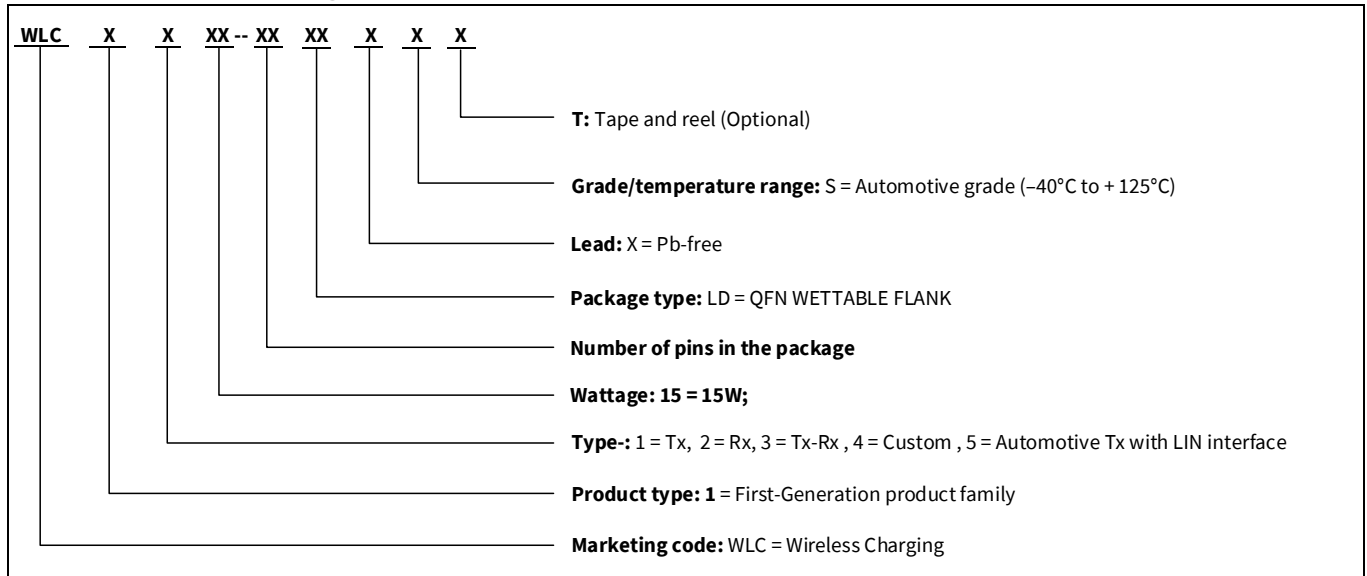 WLC X X XX -- XX XX X X X
T: Tape and reel (Optional)
Grade/temperature range: S = Automotive grade (–40°C to + 125°C)
Lead: X = Pb-free
Package type: LD = QFN WETTABLE FLANK
Number of pins in the package
Wattage: 15 = 15W;
Type-: 1 = Tx, 2 = Rx, 3 = Tx-Rx , 4 = Custom , 5 = Automotive Tx with LIN interface
Product type: 1 = First-Generation product family
Marketing code: WLC = Wireless Charging